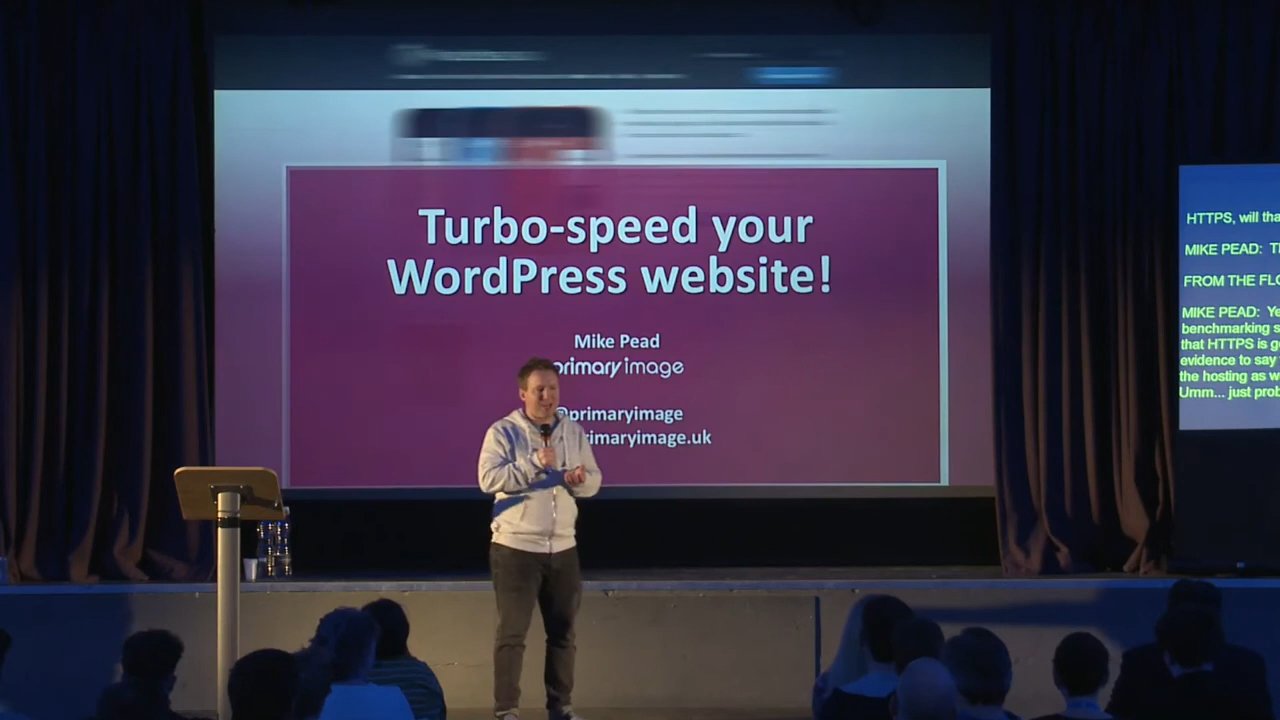 Turbo-speed your
WordPress website!
Mike Pead
primary image
@primaryimage
primaryimage.uk
HTTPS, will tha
MIKE PEAD: T
FROM THE FLO
MIKE PEAD: Ye
benchmarking s
that HTTPS is g
evidence to say
the hosting as w
Umm... just prob